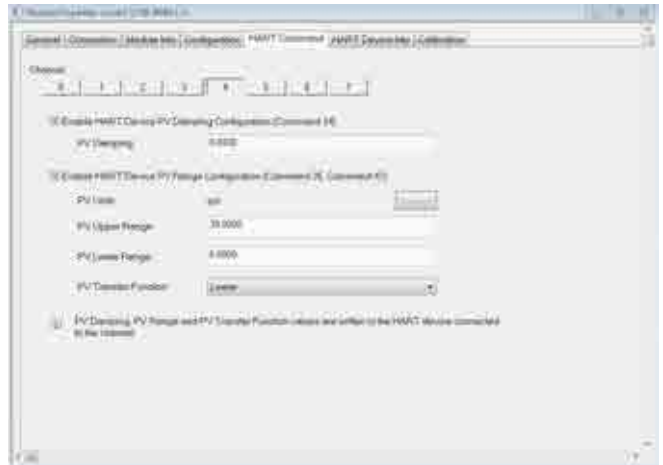 General | Connection | Module Info | Configuration | HART Command | HART Device Info | Calibration
Channel
0 1 2 3 4 5 6 7
Enable HART Device PV Damping Configuration (Command 34)
PV Damping
Enable HART Device PV Range Configuration (Command 35, Command 47)
PV Units
PV Upper Range:
PV Lower Range:
0.0000
PV Transfer Function
Linear
PV Damping, PV Range and PV Transfer Function values are written to the HART device connected
to the channel